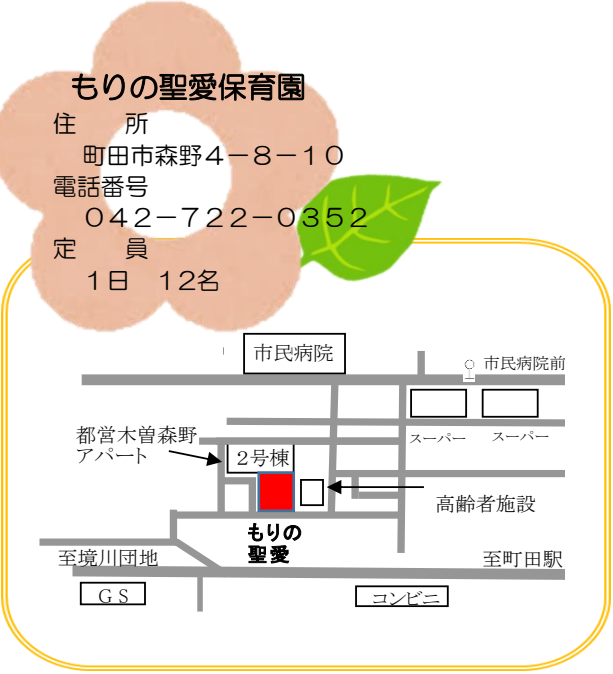 もりの聖愛保育園
住　　所
町田市森野４－８－１０
電話番号
０４２－７２２－０３５２
定　　員
１日　１２名
市民病院
市民病院前
スーパー
スーパー
都営木曽森野
アパート
２号棟
高齢者施設
もりの
聖愛
至境川団地
至町田駅
ＧＳ
コンビニ